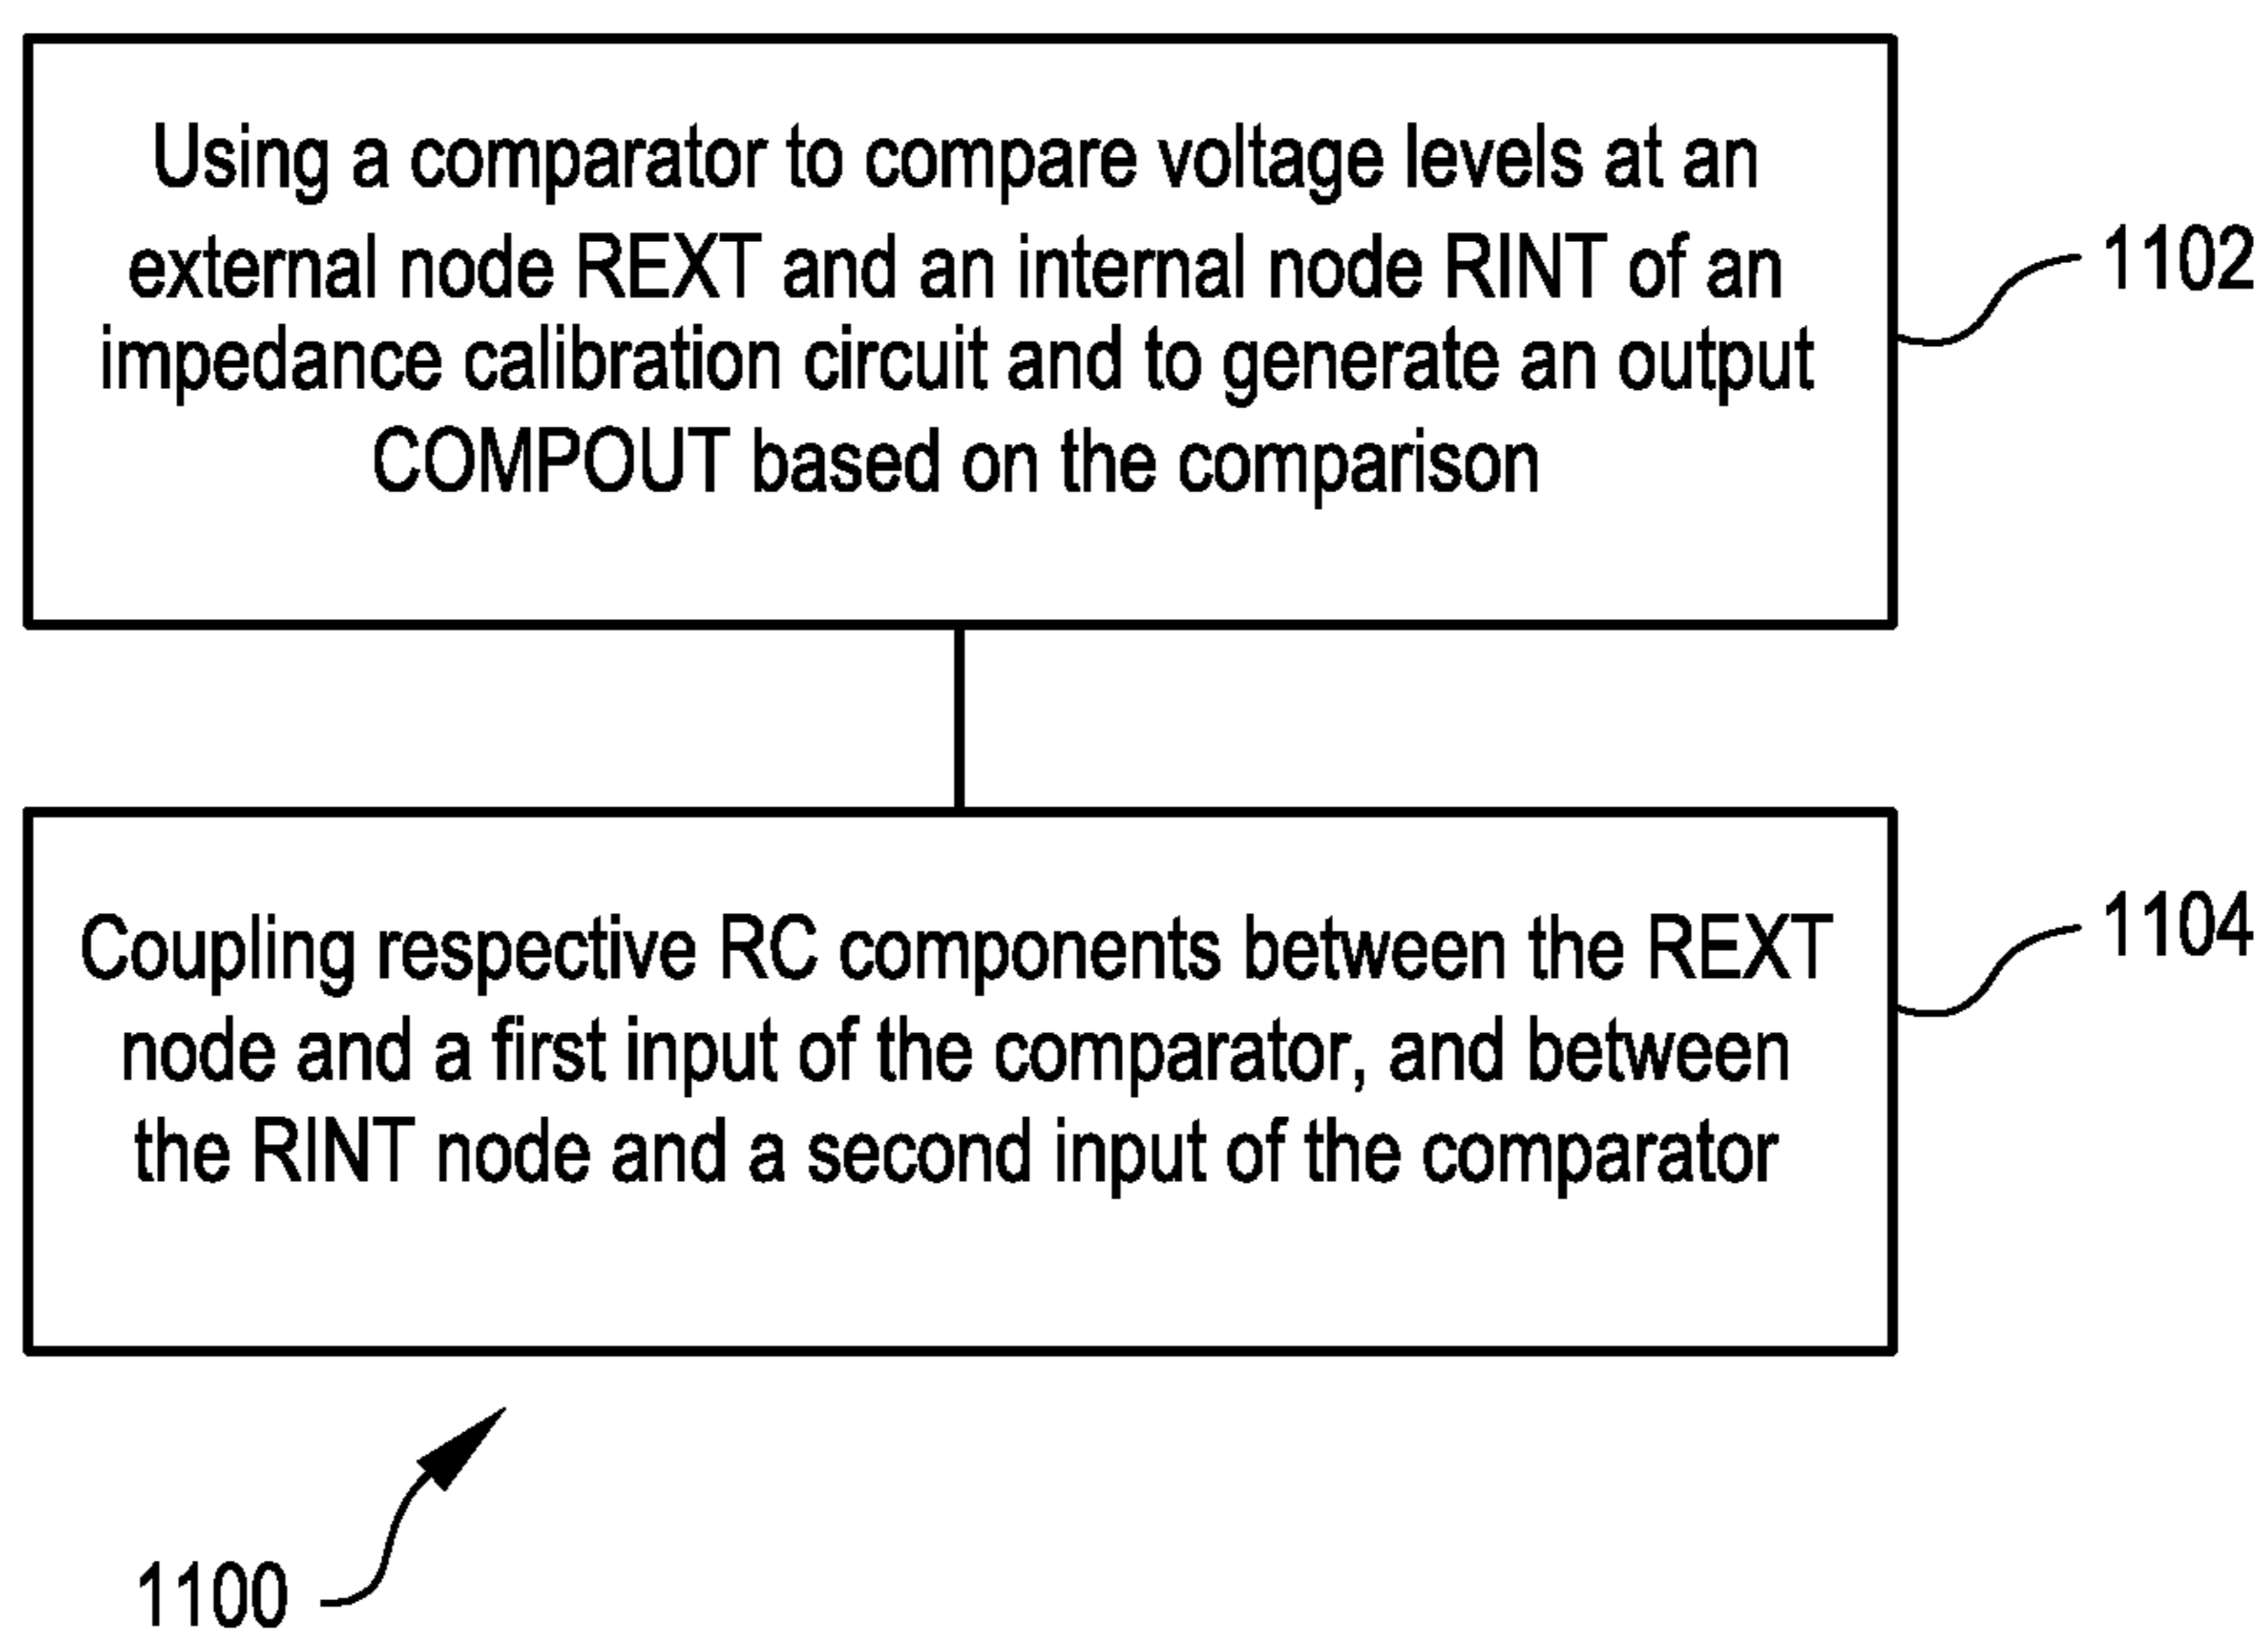 Using a comparator to compare voltage levels at an
external node REXT and an internal node RINT of an
impedance calibration circuit and to generate an output
COMPOUT based on the comparison
1102
Coupling respective RC components between the REXT
node and a first input of the comparator, and between
the RINT node and a second input of the comparator
1104
1100